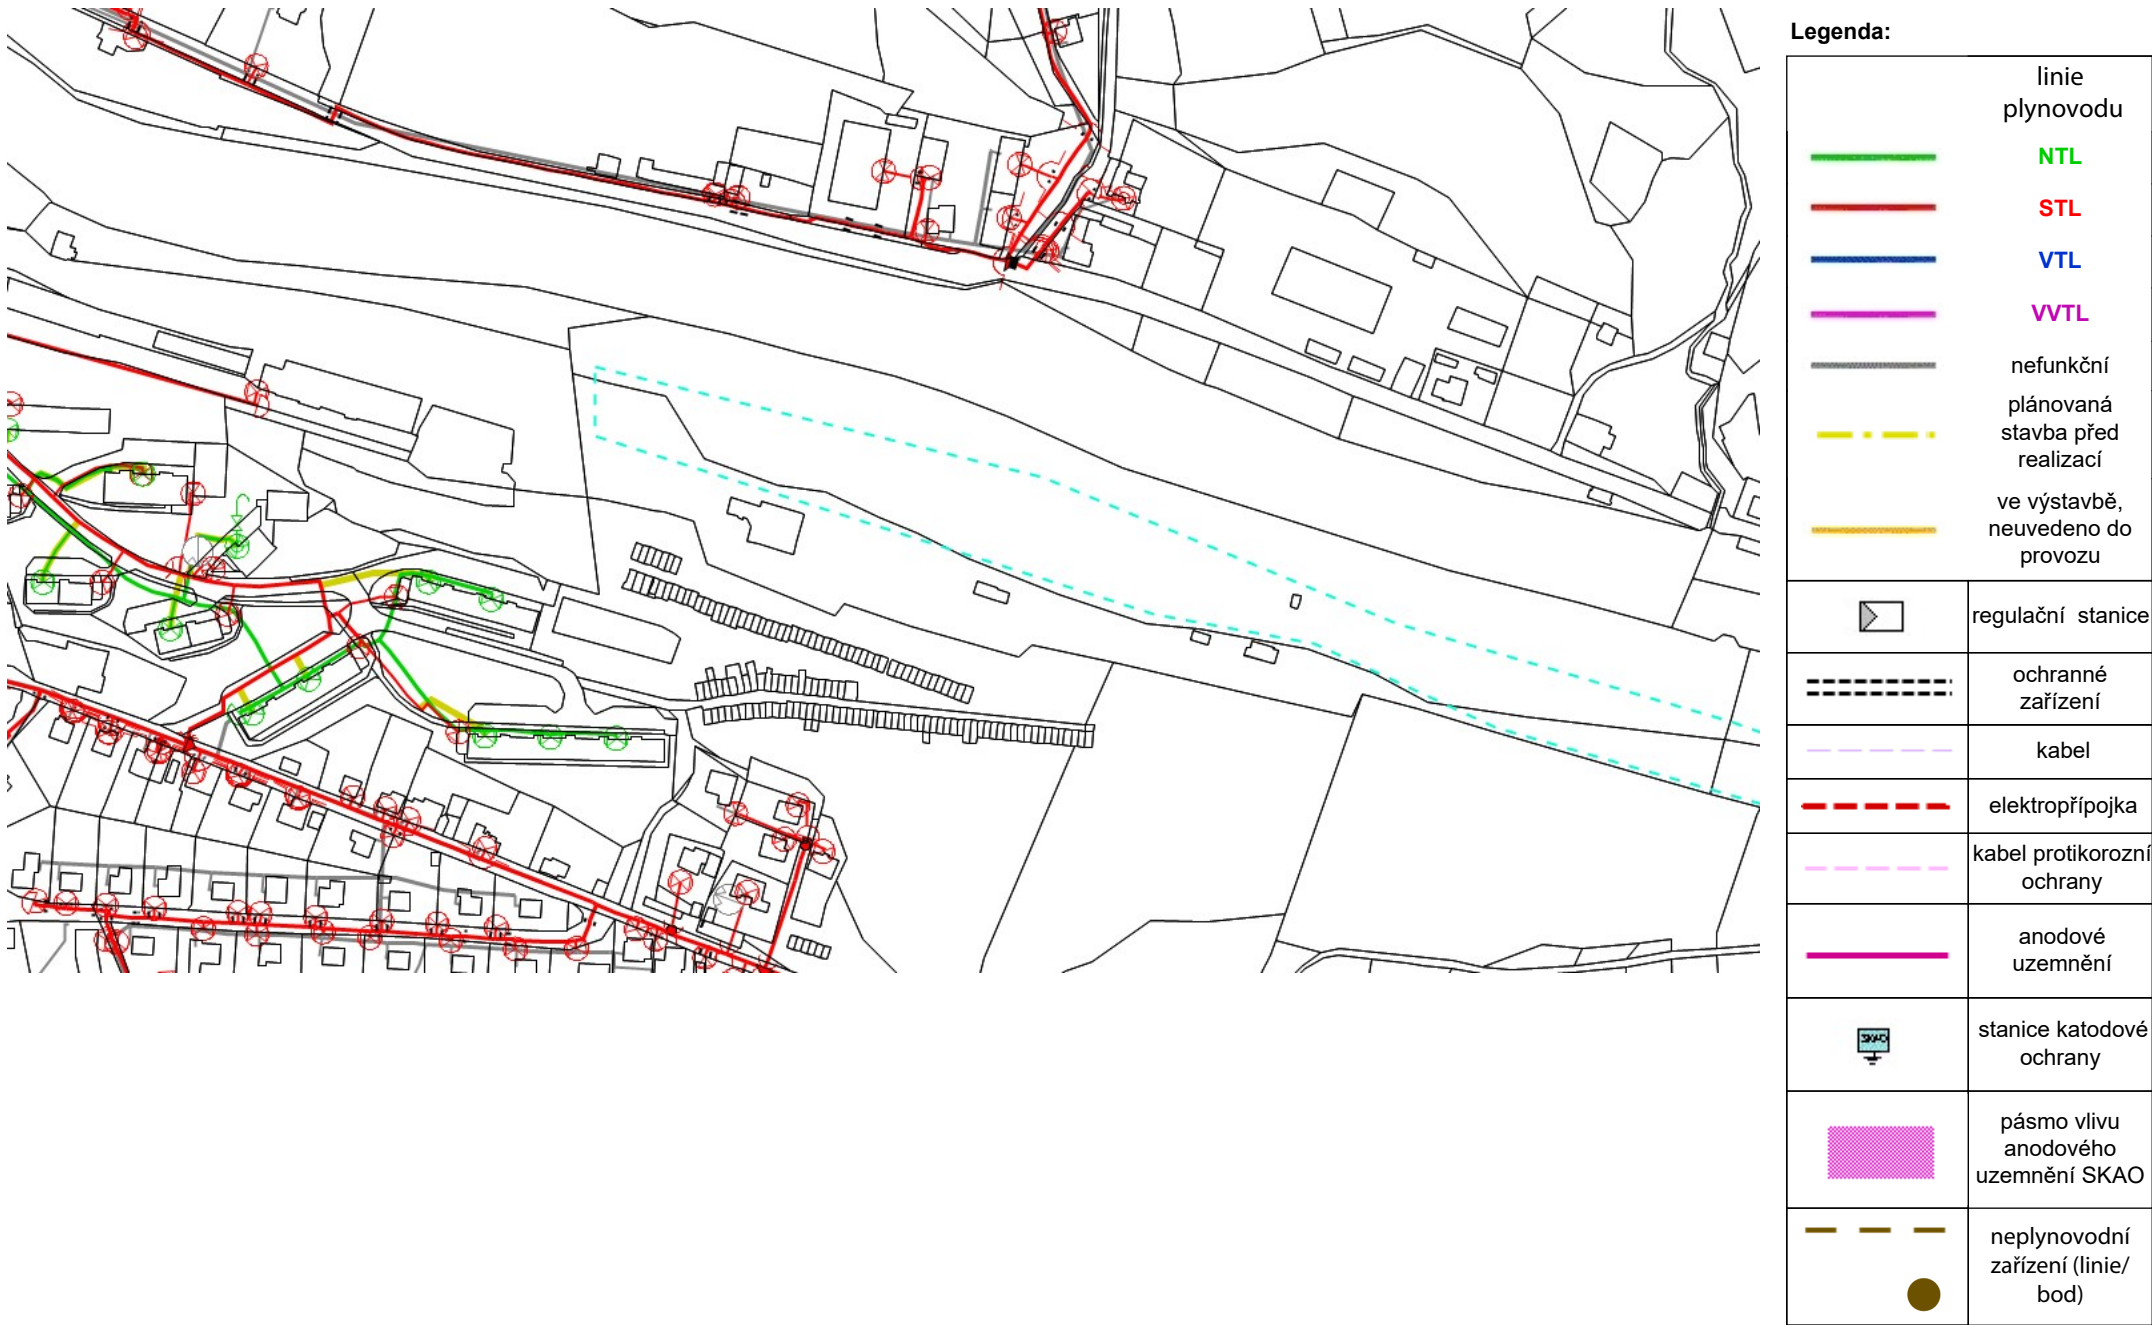 Legenda:
linie
plynovodu
NTL
STL
VTL
VVTL
nefunkční
plánovaná
stavba před
realizací
ve výstavbě,
neuvedeno do
provozu
regulační stanice
ochranné
zařízení
kabel
elektropřípojka
kabel protikorozní
ochrany
anodové
uzemnění
SKAO
stanice katodové
ochrany
pásmo vlivu
anodového
uzemnění SKAO
neplynovodní
zařízení (linie/
bod)